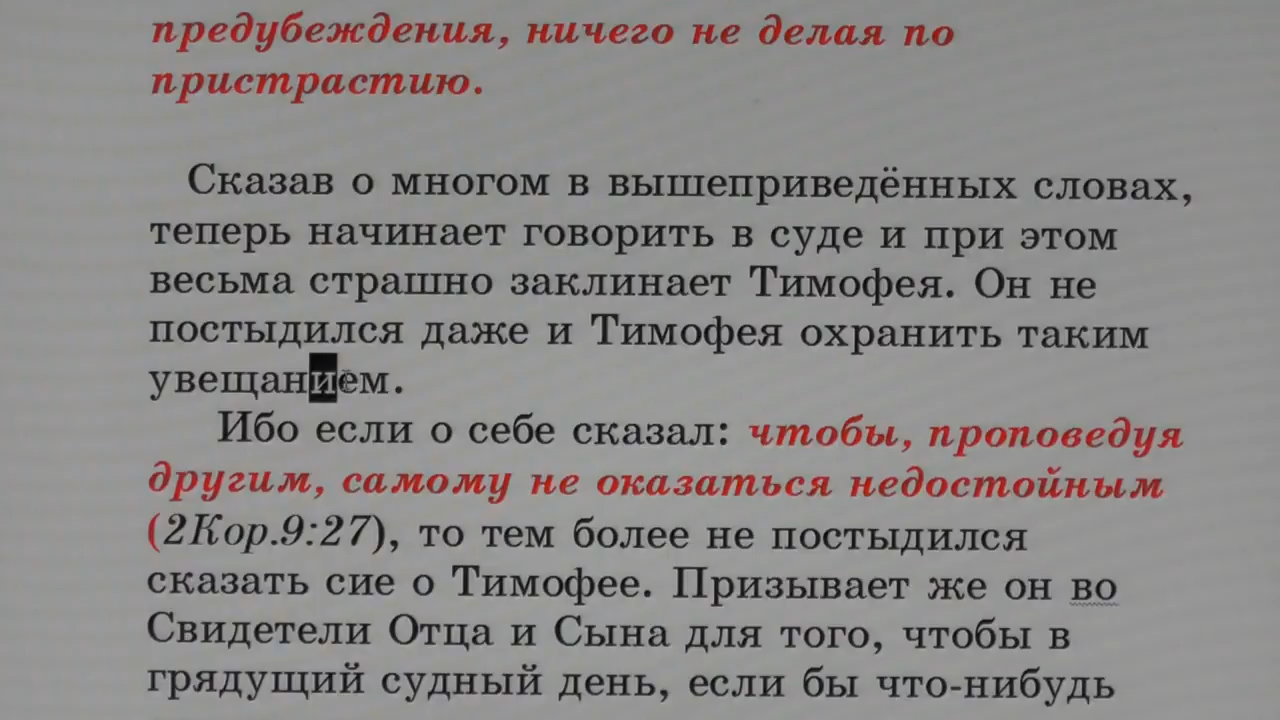 предубеждения, ничего не делая по
пристрастию.
Сказав о многом в вышеприведённых словах,
теперь начинает говорить в суде и при этом
весьма страшно заклинает Тимофея. Он не
постыдился даже и Тимофея охранить таким
увещанием.
Ибо если о себе сказал: чтобы, проповедуя
другим, самому не оказаться недостойным
(2Кор.9:27), то тем более не постыдился
сказать сие о Тимофее. Призывает же он во
Свидетели Отца и Сына для того, чтобы в
грядущий судный день, если бы что-нибудь